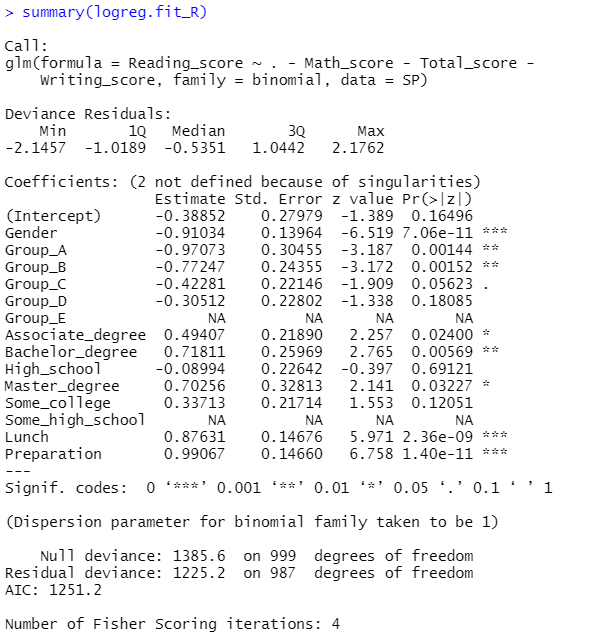 > summary(logreg.fit_R)
Call:
glm(formula = Reading_score ~ . - Math_score - Total_score -
    Writing_score, family = binomial, data = SP)
Deviance Residuals:
    Min       1Q   Median       3Q      Max
-2.1457  -1.0189  -0.5351   1.0442   2.1762
Coefficients: (2 not defined because of singularities)
                 Estimate Std. Error z value Pr(>|z|)
(Intercept)      -0.38852    0.27979  -1.389  0.16496
Gender           -0.91034    0.13964  -6.519 7.06e-11 ***
Group_A          -0.97073    0.30455  -3.187  0.00144 **
Group_B          -0.77247    0.24355  -3.172  0.00152 **
Group_C          -0.42281    0.22146  -1.909  0.05623 .
Group_D          -0.30512    0.22802  -1.338  0.18085
Group_E                NA         NA      NA       NA
Associate_degree  0.49407    0.21890   2.257  0.02400 *
Bachelor_degree   0.71811    0.25969   2.765  0.00569 **
High_school      -0.08994    0.22642  -0.397  0.69121
Master_degree     0.70256    0.32813   2.141  0.03227 *
Some_college      0.33713    0.21714   1.553  0.12051
Some_high_school       NA         NA      NA       NA
Lunch             0.87631    0.14676   5.971 2.36e-09 ***
Preparation       0.99067    0.14660   6.758 1.40e-11 ***
---
Signif. codes:  0 ‘***’ 0.001 ‘**’ 0.01 ‘*’ 0.05 ‘.’ 0.1 ‘ ’ 1
(Dispersion parameter for binomial family taken to be 1)
    Null deviance: 1385.6  on 999  degrees of freedom
Residual deviance: 1225.2  on 987  degrees of freedom
AIC: 1251.2
Number of Fisher Scoring iterations: 4